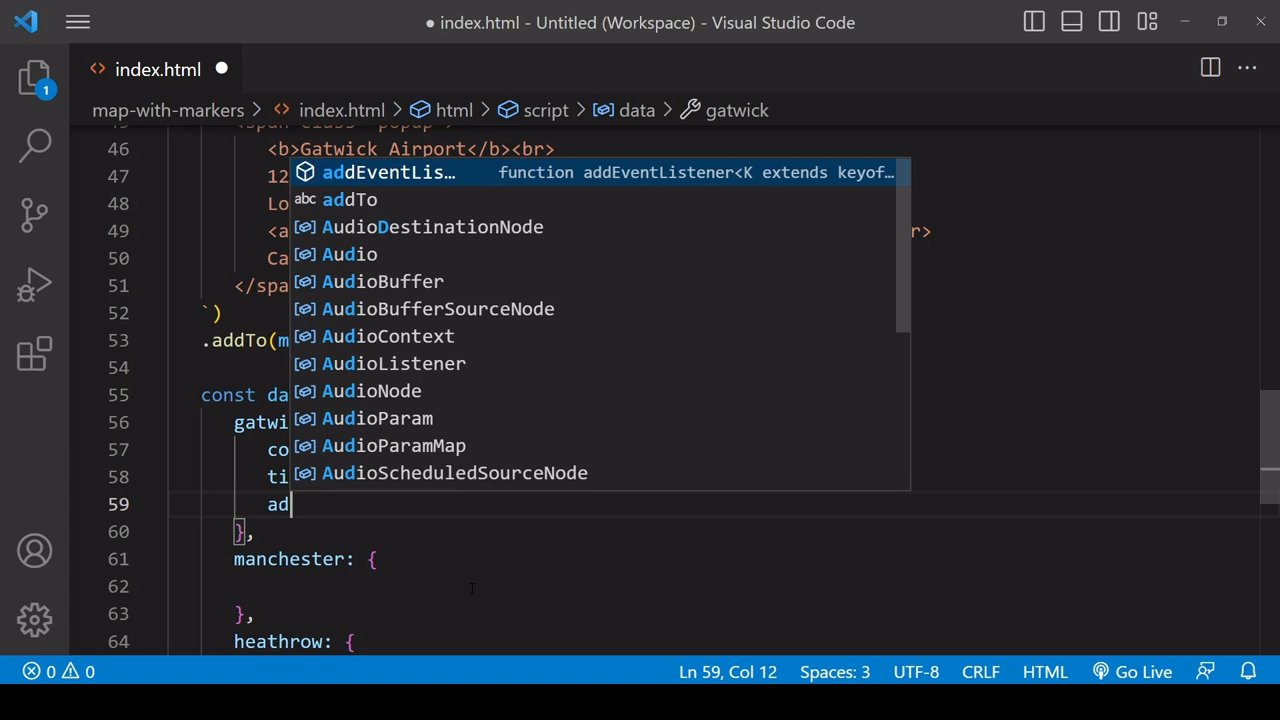 index.html - Untitled (Workspace) - Visual Studio Code
index.html
map-with-markers > index.html > html > script > data > gatwick
1
46 <b>Gatwick Airport</b><br>
47 12
48 Lo
49 <a r>
50 Ca
51 </spa
52 `)
53 .addTo(m
54
55 const da
56 gatwi
57 co
58 ti
59 ad
60 },
61 manchester: {
62
63 },
64 heathrow: {
addEventLis… function addEventListener<K extends keyof…
abc addTo
AudioDestinationNode
Audio
AudioBuffer
AudioBufferSourceNode
AudioContext
AudioListener
AudioNode
AudioParam
AudioParamMap
AudioScheduledSourceNode
0 0 Ln 59, Col 12 Spaces: 3 UTF-8 CRLF HTML Go Live